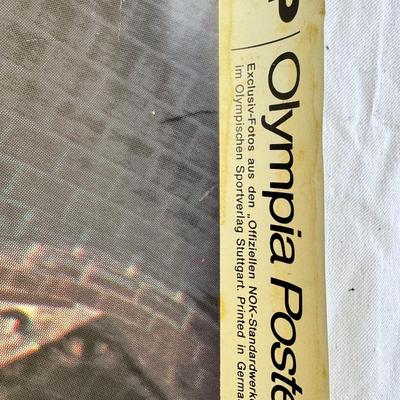 Olympia Poste
Exclusiv-Fotos aus den „Offiziellen NOK-Standardwerk
im Olympischen Sportverlag Stuttgart. Printed in Germa